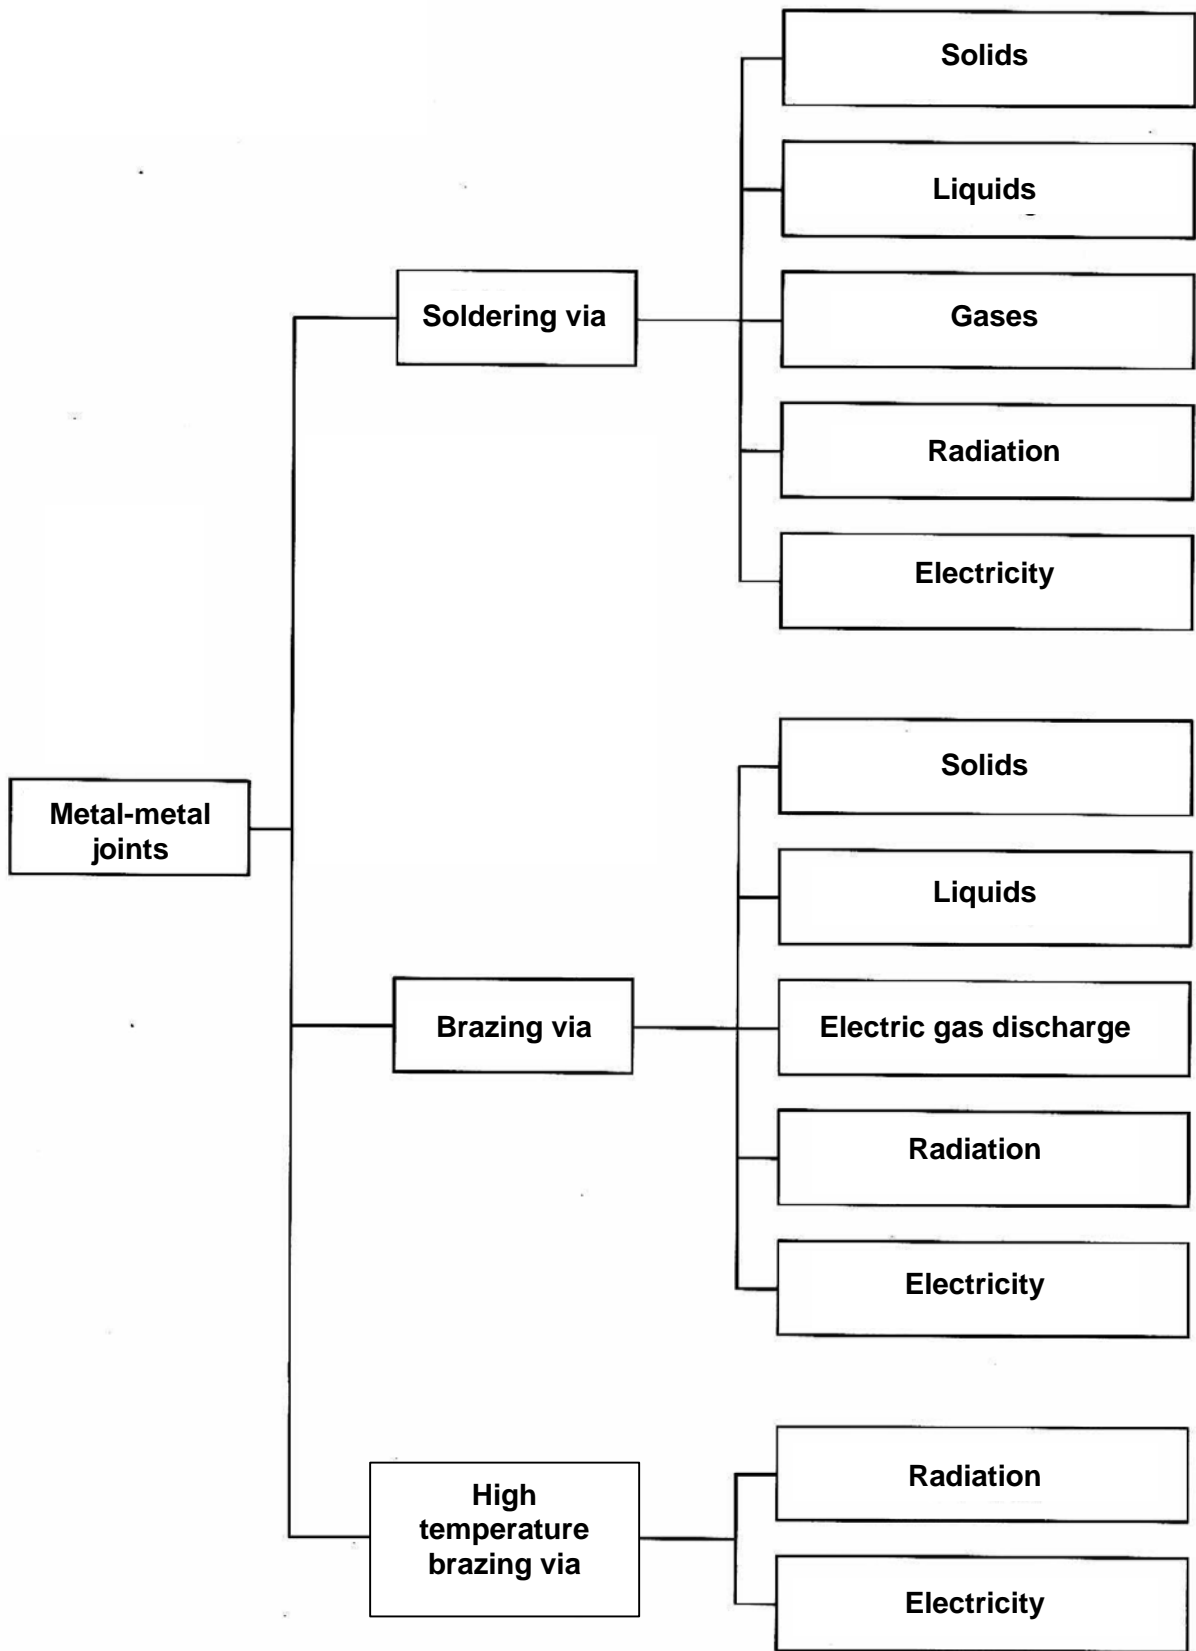 Solids
Liquids
Soldering via
Gases
Radiation
Electricity
Metal-metal
joints
Solids
Liquids
Brazing via
Electric gas discharge
Radiation
Electricity
High
temperature
brazing via
Radiation
Electricity